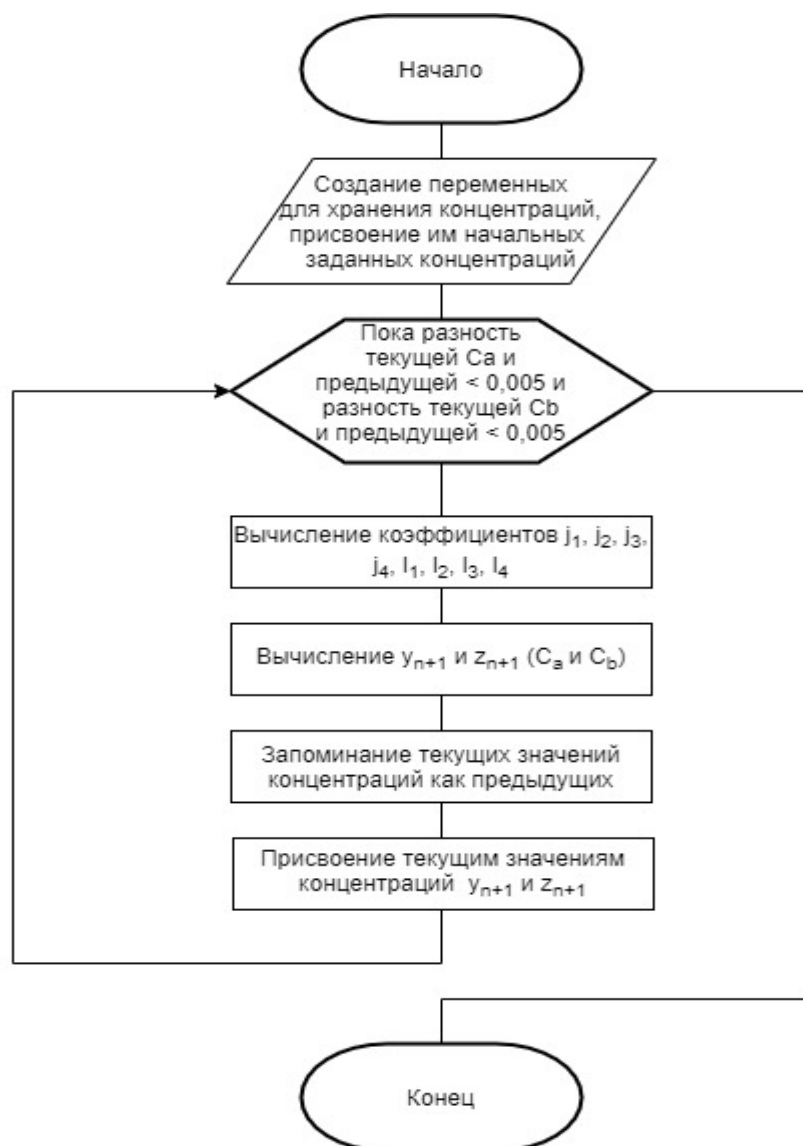 Начало
Создание переменных
для хранения концентраций,
присвоение им начальных
заданных концентраций
Пока разность
текущей Ca и
предыдущей < 0,005 и
разность текущей Cb
и предыдущей < 0,005
Вычисление коэффициентов j₁, j₂, j₃,
j₄, l₁, l₂, l₃, l₄
Вычисление yₙ₊₁ и zₙ₊₁ (Cₐ и C_b)
Запоминание текущих значений
концентраций как предыдущих
Присвоение текущим значениям
концентраций yₙ₊₁ и zₙ₊₁
Конец